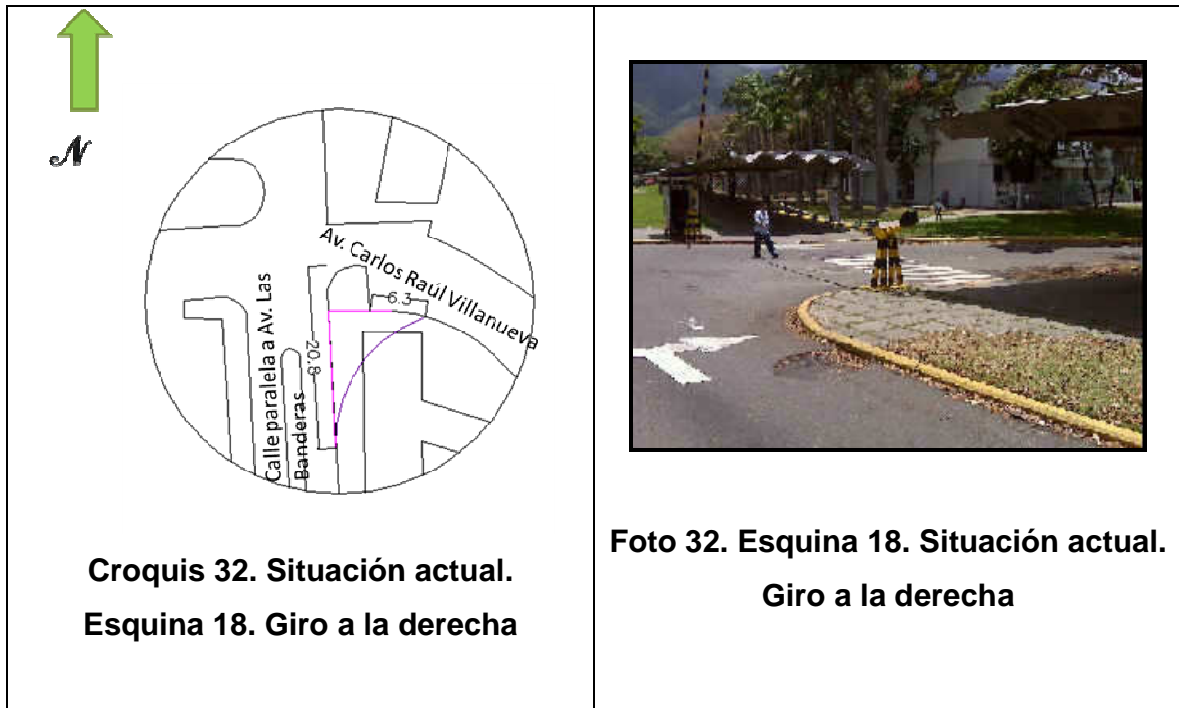 N
Av. Carlos Raúl Villanueva
6.3
20.8
Calle paralela a Av. Las
Banderas
Croquis 32. Situación actual.
Esquina 18. Giro a la derecha
Foto 32. Esquina 18. Situación actual.
Giro a la derecha